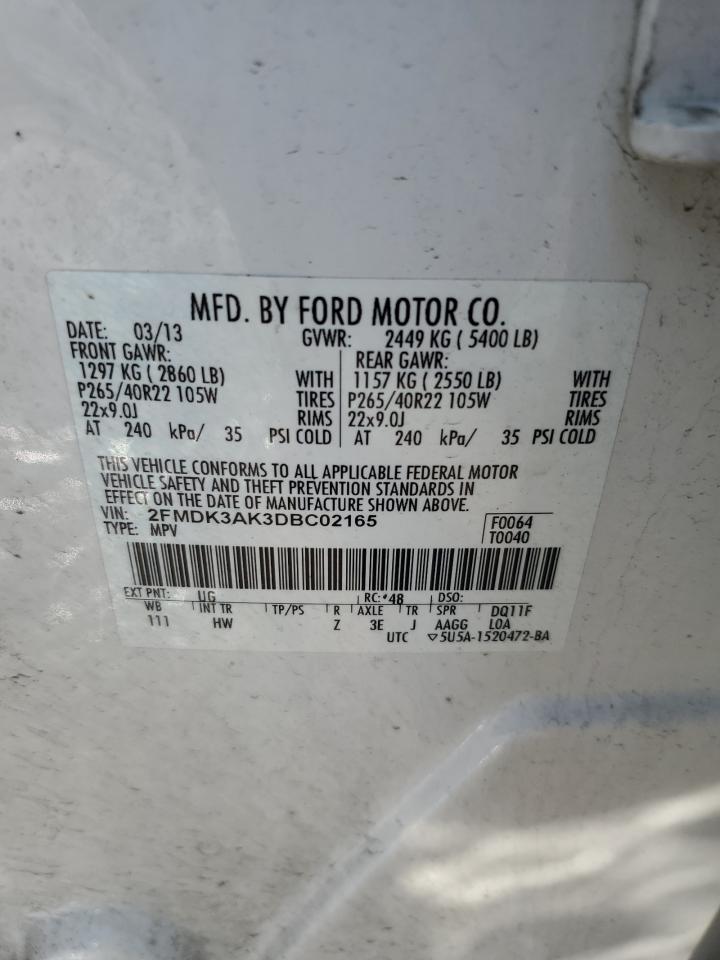 MFD. BY FORD MOTOR CO.
DATE: 03/13 GVWR: 2449 KG ( 5400 LB)
FRONT GAWR: REAR GAWR:
1297 KG ( 2860 LB) WITH 1157 KG ( 2550 LB) WITH
P265/40R22 105W TIRES P265/40R22 105W TIRES
22x9.0J RIMS 22x9.0J RIMS
AT 240 kPa/ 35 PSI COLD AT 240 kPa/ 35 PSI COLD
THIS VEHICLE CONFORMS TO ALL APPLICABLE FEDERAL MOTOR
VEHICLE SAFETY AND THEFT PREVENTION STANDARDS IN
EFFECT ON THE DATE OF MANUFACTURE SHOWN ABOVE.
VIN: 2FMDK3AK3DBC02165 F0064
TYPE: MPV T0040
EXT PNT: UG RC: *48 DSO:
WB INT TR TP/PS R AXLE TR SPR DQ11F
111 HW Z 3E J AAGG LOA
UTC ▽5U5A-1520472-BA